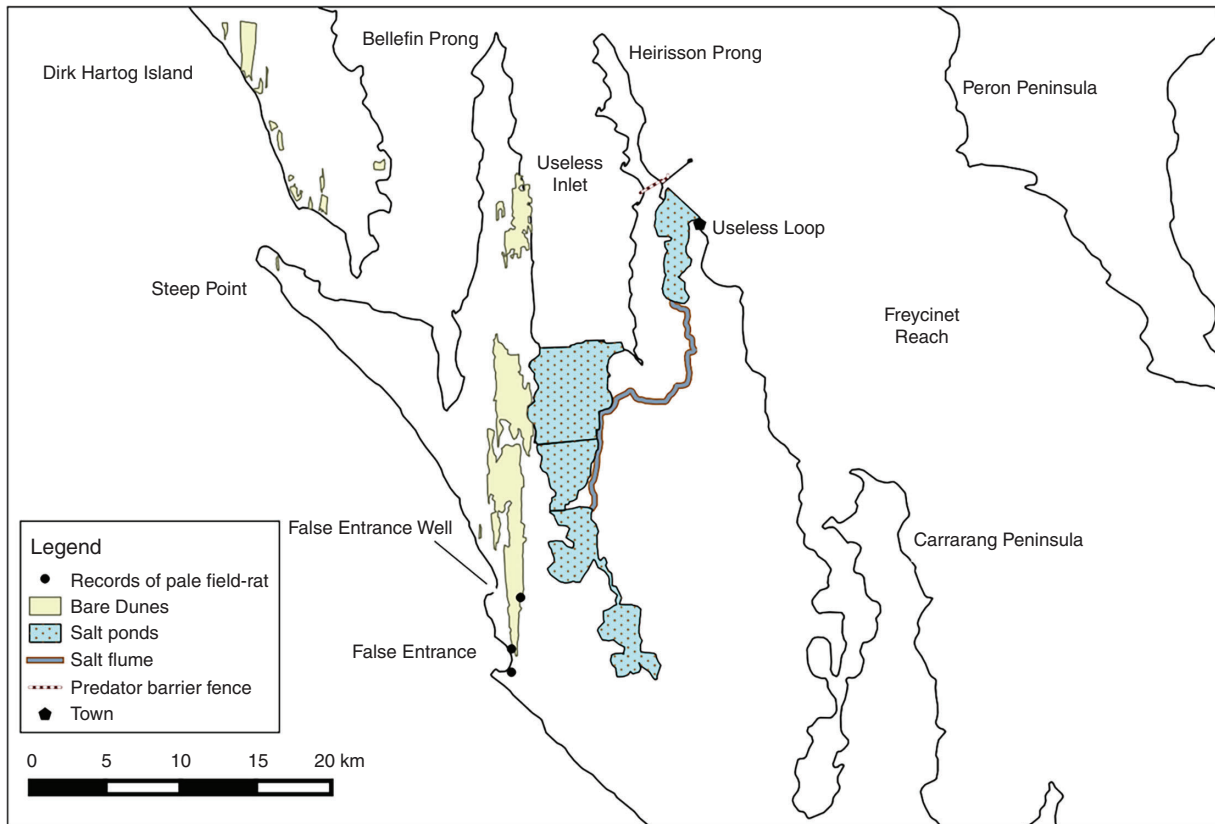 Bellefin Prong
Heirisson Prong
Dirk Hartog Island
Peron Peninsula
Useless
Inlet
Useless Loop
Steep Point
Freycinet
Reach
False Entrance Well
Carrarang Peninsula
False Entrance
Legend
Records of pale field-rat
Bare Dunes
Salt ponds
Salt flume
Predator barrier fence
Town
0 5 10 15 20 km